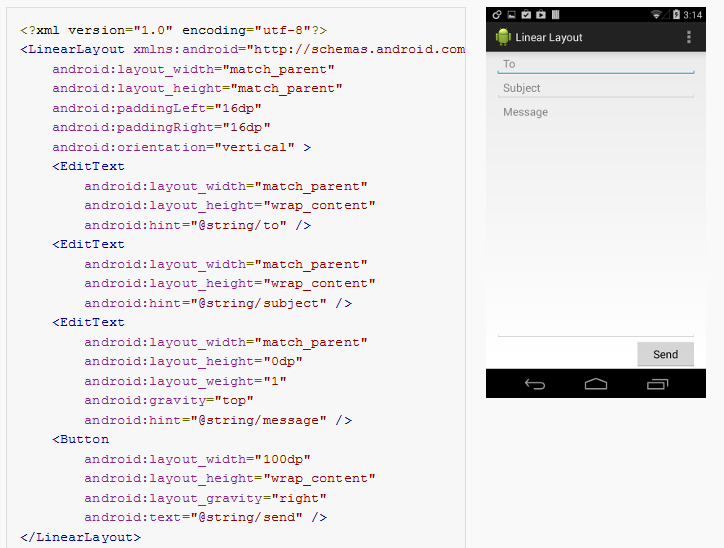 <?xml version="1.0" encoding="utf-8"?>
<LinearLayout xmlns:android="http://schemas.android.com
    android:layout_width="match_parent"
    android:layout_height="match_parent"
    android:paddingLeft="16dp"
    android:paddingRight="16dp"
    android:orientation="vertical" >
    <EditText
        android:layout_width="match_parent"
        android:layout_height="wrap_content"
        android:hint="@string/to" />
    <EditText
        android:layout_width="match_parent"
        android:layout_height="wrap_content"
        android:hint="@string/subject" />
    <EditText
        android:layout_width="match_parent"
        android:layout_height="0dp"
        android:layout_weight="1"
        android:gravity="top"
        android:hint="@string/message" />
    <Button
        android:layout_width="100dp"
        android:layout_height="wrap_content"
        android:layout_gravity="right"
        android:text="@string/send" />
</LinearLayout>
3:14
Linear Layout
To
Subject
Message
Send